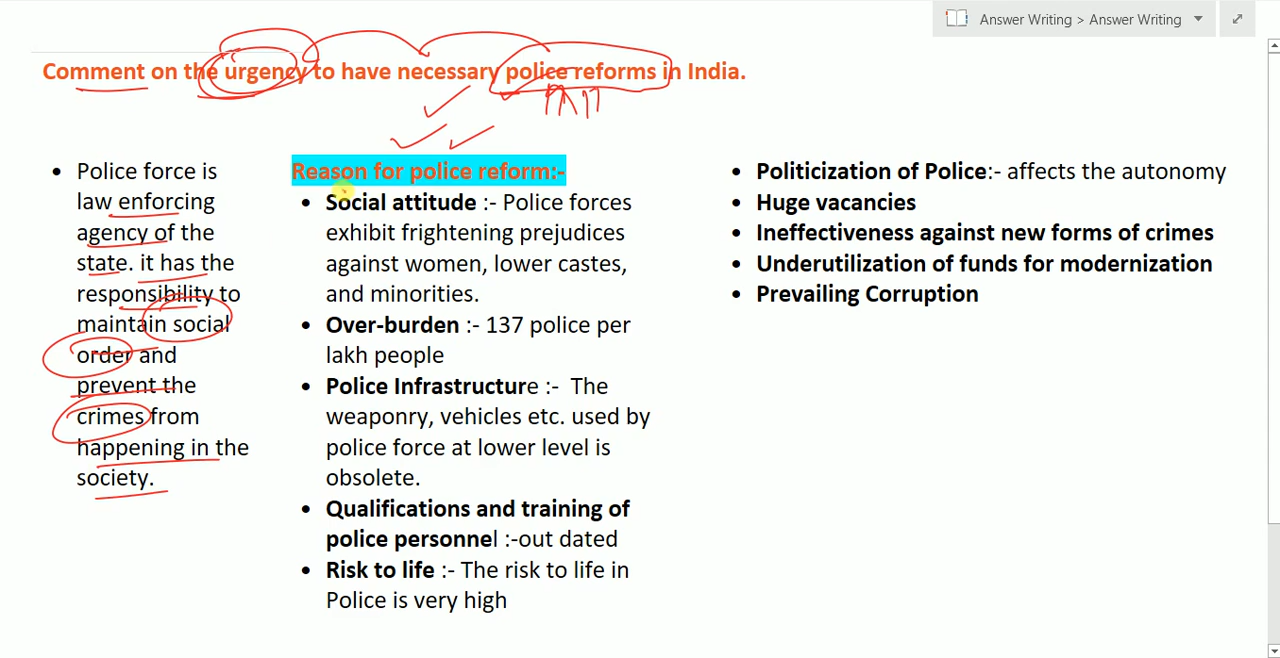 Answer Writing > Answer Writing
Comment on the urgency to have necessary police reforms in India.
• Police force is
law enforcing
agency of the
state. it has the
responsibility to
maintain social
order and
prevent the
crimes from
happening in the
society.
Reason for police reform:-
• Social attitude :- Police forces
exhibit frightening prejudices
against women, lower castes,
and minorities.
• Over-burden :- 137 police per
lakh people
• Police Infrastructure :- The
weaponry, vehicles etc. used by
police force at lower level is
obsolete.
• Qualifications and training of
police personnel :-out dated
• Risk to life :- The risk to life in
Police is very high
• Politicization of Police:- affects the autonomy
• Huge vacancies
• Ineffectiveness against new forms of crimes
• Underutilization of funds for modernization
• Prevailing Corruption